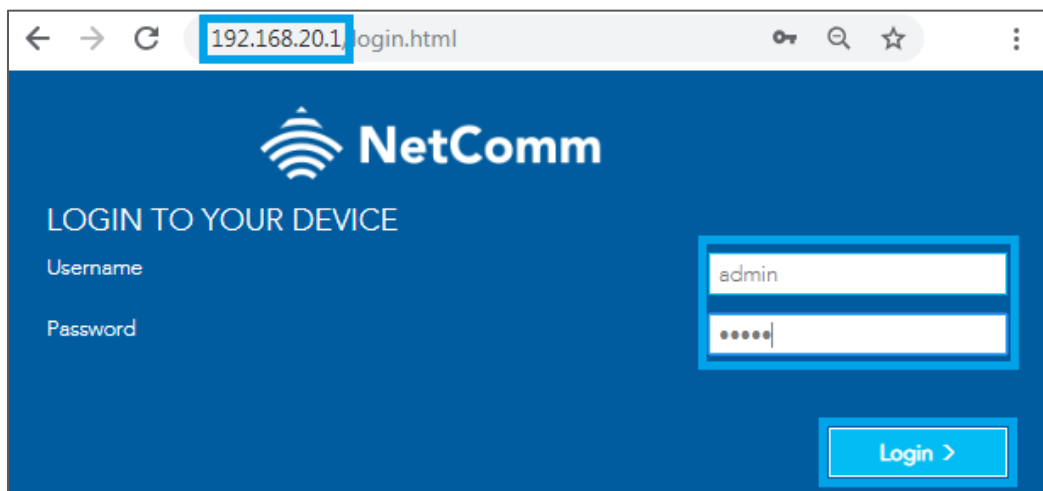 192.168.20.1/login.html
NetComm
LOGIN TO YOUR DEVICE
Username
admin
Password
•••••
Login >